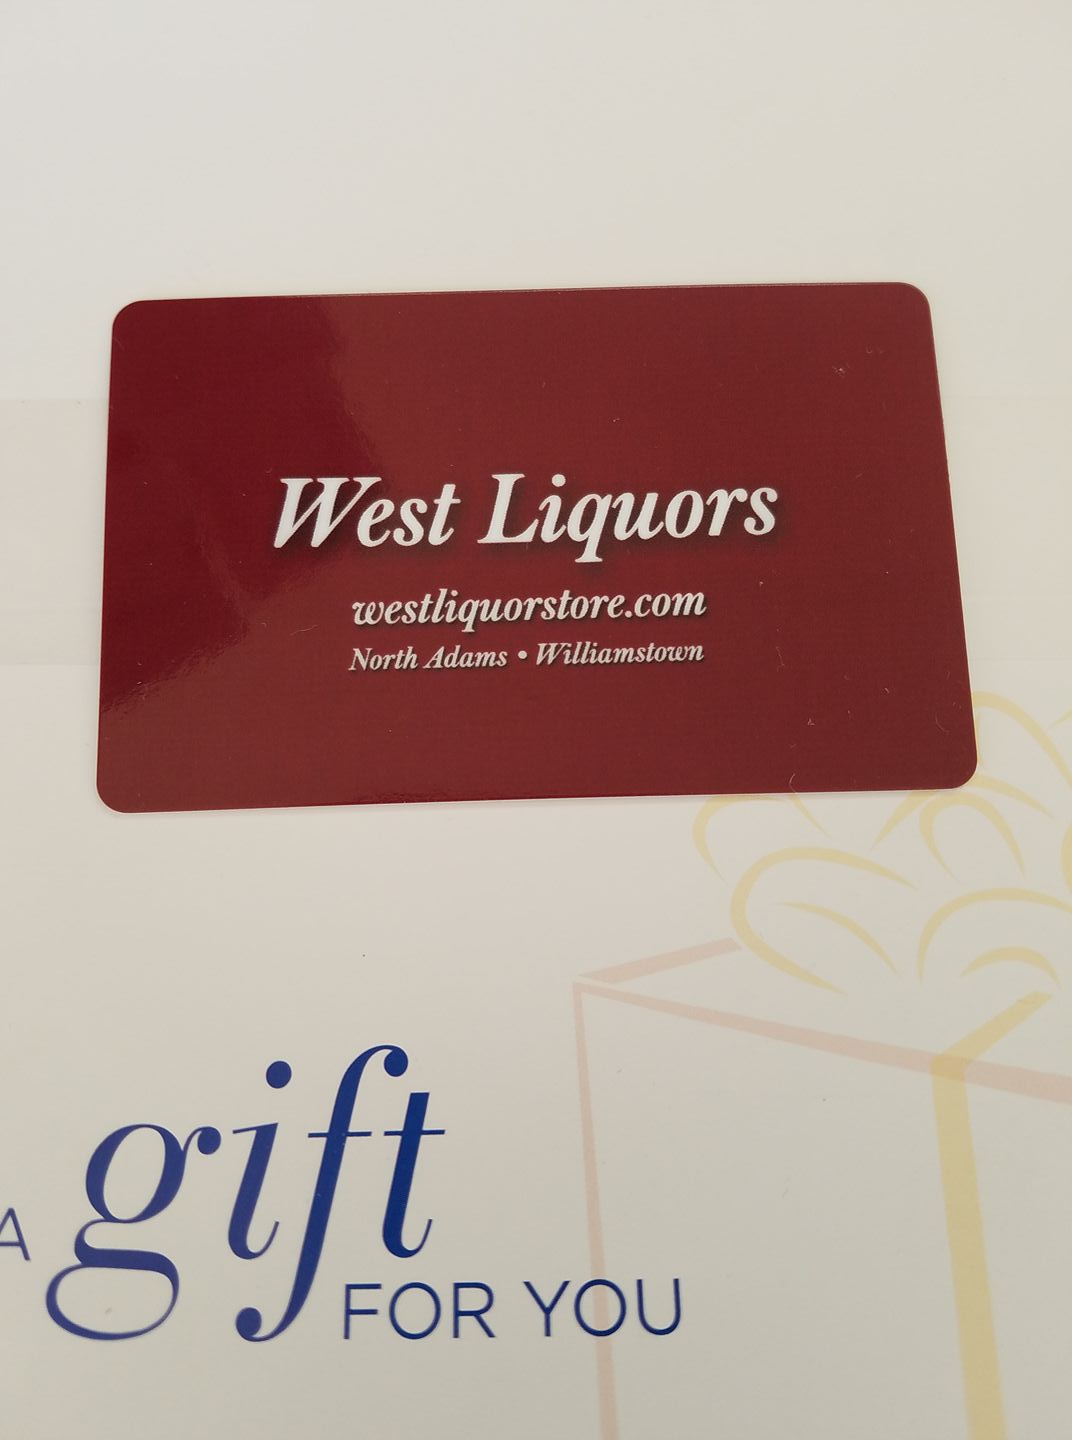 West Liquors
westliquorstore.com
North Adams • Williamstown
A gift
FOR YOU